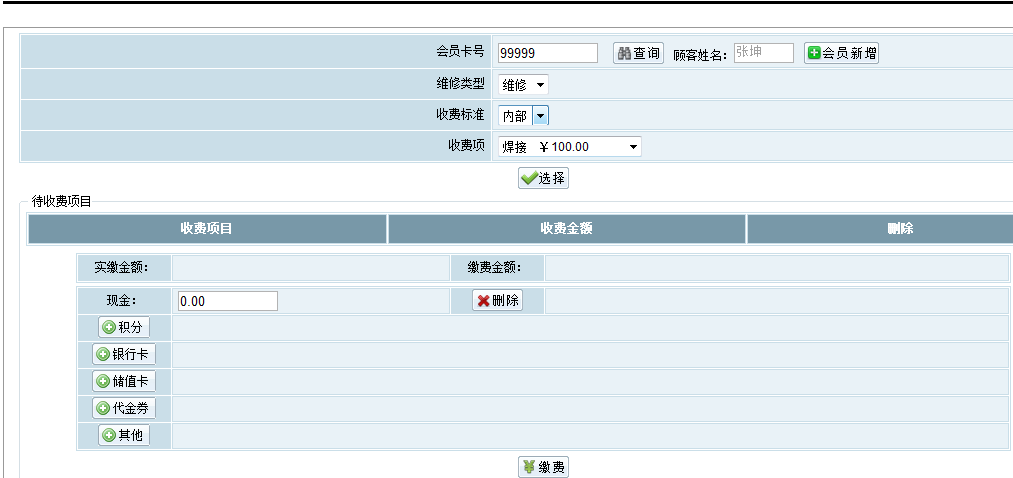 会员卡号 99999 查询 顾客姓名: 张坤 会员新增
维修类型 维修
收费标准 内部
收费项 焊接 ￥100.00
选择
待收费项目
收费项目 收费金额 删除
实缴金额: 缴费金额:
现金: 0.00 删除
积分
银行卡
储值卡
代金券
其他
缴费